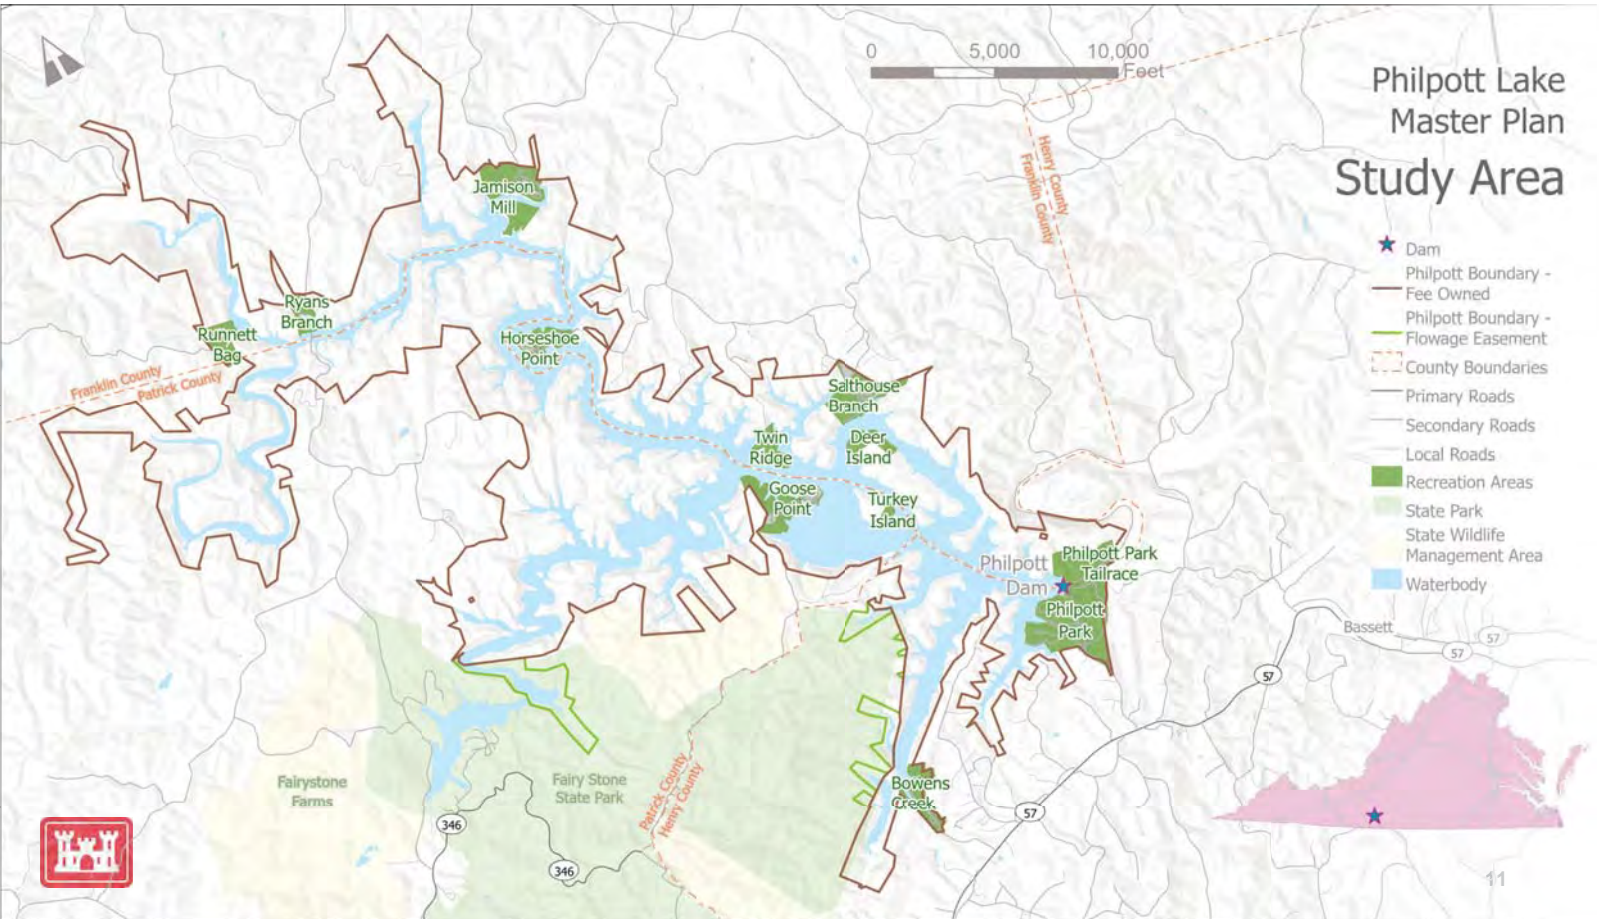 0 5,000 10,000
Feet
Philpott Lake
Master Plan
Study Area
Dam
Philpott Boundary -
Fee Owned
Philpott Boundary -
Flowage Easement
County Boundaries
Primary Roads
Secondary Roads
Local Roads
Recreation Areas
State Park
State Wildlife
Management Area
Waterbody
Henry County
Franklin County
Jamison
Mill
Ryans
Branch
Runnett
Bag
Franklin County
Patrick County
Horseshoe
Point
Salthouse
Branch
Twin
Ridge
Deer
Island
Goose
Point
Turkey
Island
Philpott
Dam
Philpott Park
Tailrace
Philpott
Park
Bassett
57
57
57
57
Bowens
Creek
Patrick County
Henry County
Fairystone
Farms
Fairy Stone
State Park
346
346
11